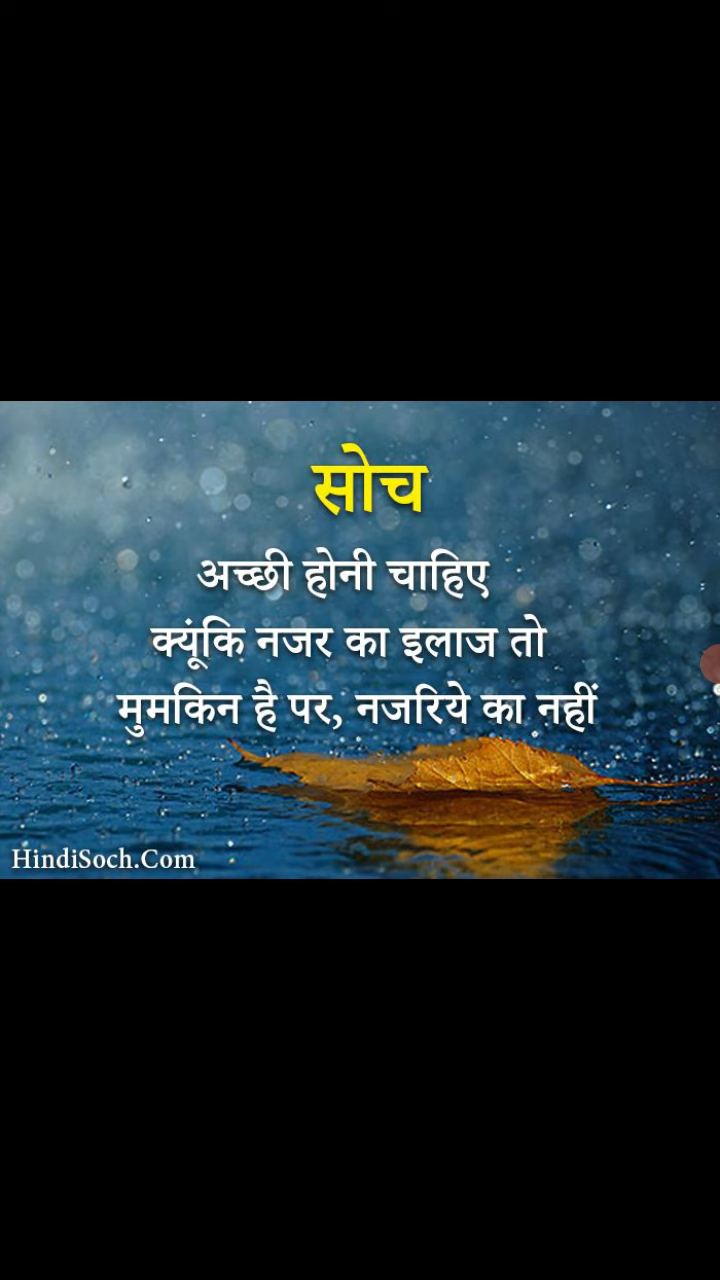 सोच
अच्छी होनी चाहिए
क्यूंकि नजर का इलाज तो
मुमकिन है पर, नजरिये का नहीं
HindiSoch.Com